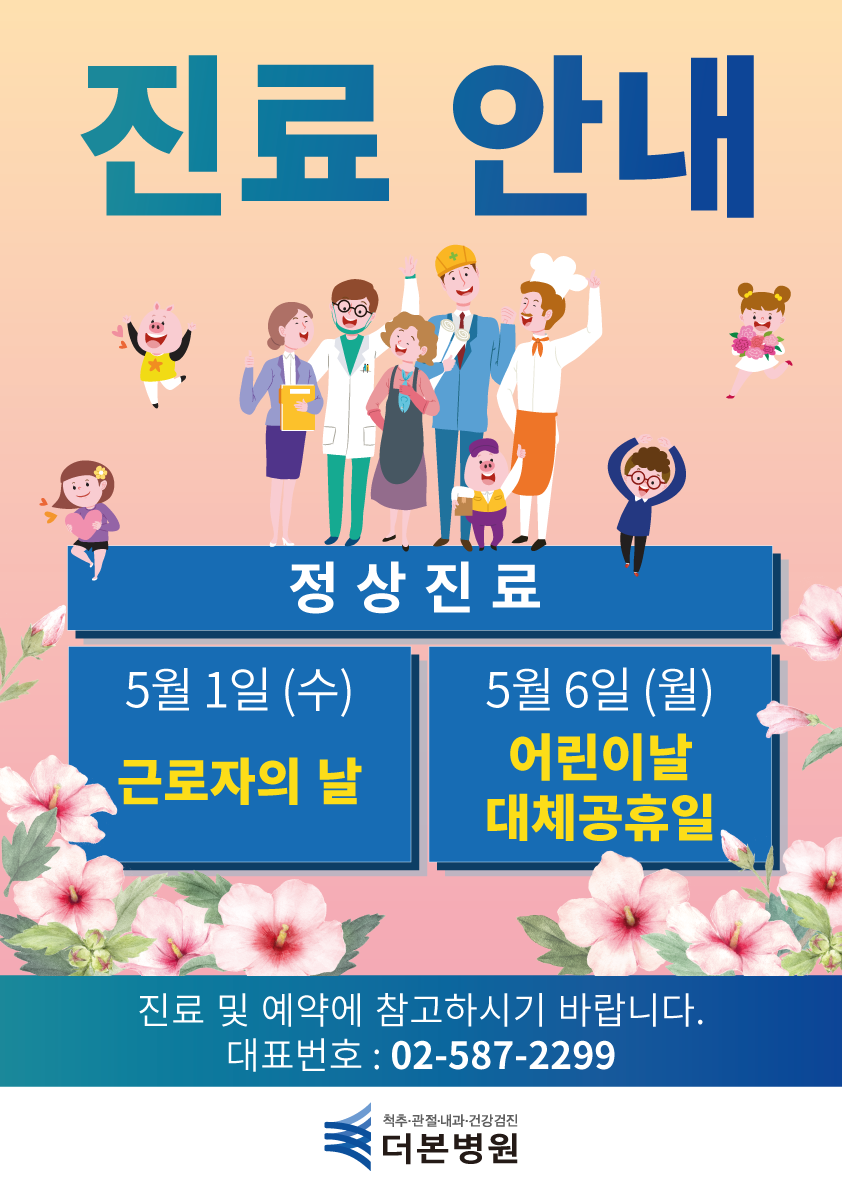 진료 안내
정상진료
5월 1일 (수)
근로자의 날
5월 6일 (월)
어린이날
대체공휴일
진료 및 예약에 참고하시기 바랍니다.
대표번호 : 02-587-2299
척추·관절·내과·건강검진
더본병원